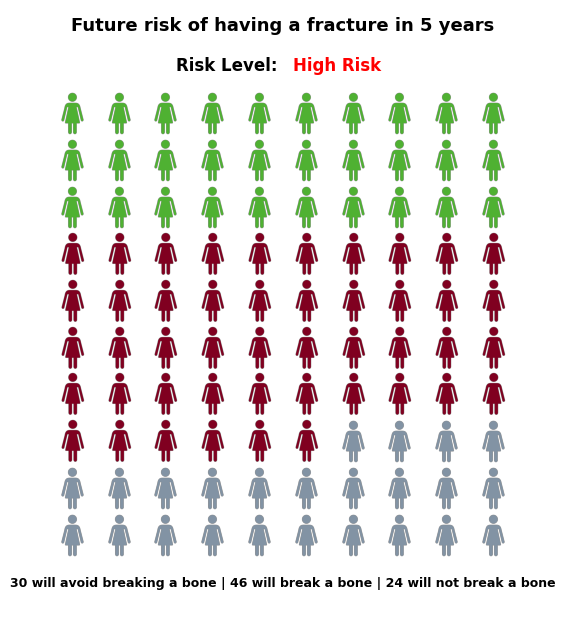 Future risk of having a fracture in 5 years
Risk Level: High Risk
30 will avoid breaking a bone | 46 will break a bone | 24 will not break a bone